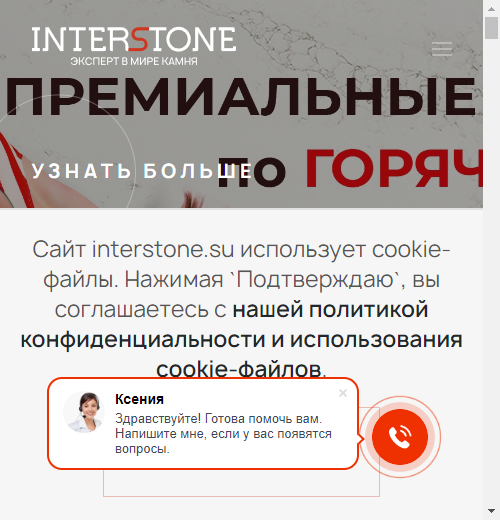 INTERSTONE
ЭКСПЕРТ В МИРЕ КАМНЯ
ПРЕМИАЛЬНЫЕ
УЗНАТЬ БОЛЬШЕ
по ГОРЯЧ
Сайт interstone.su использует cookie-
файлы. Нажимая `Подтверждаю`, вы
соглашаетесь с нашей политикой
конфиденциальности и использования
cookie-файлов.
Ксения
Здравствуйте! Готова помочь вам.
Напишите мне, если у вас появятся
вопросы.